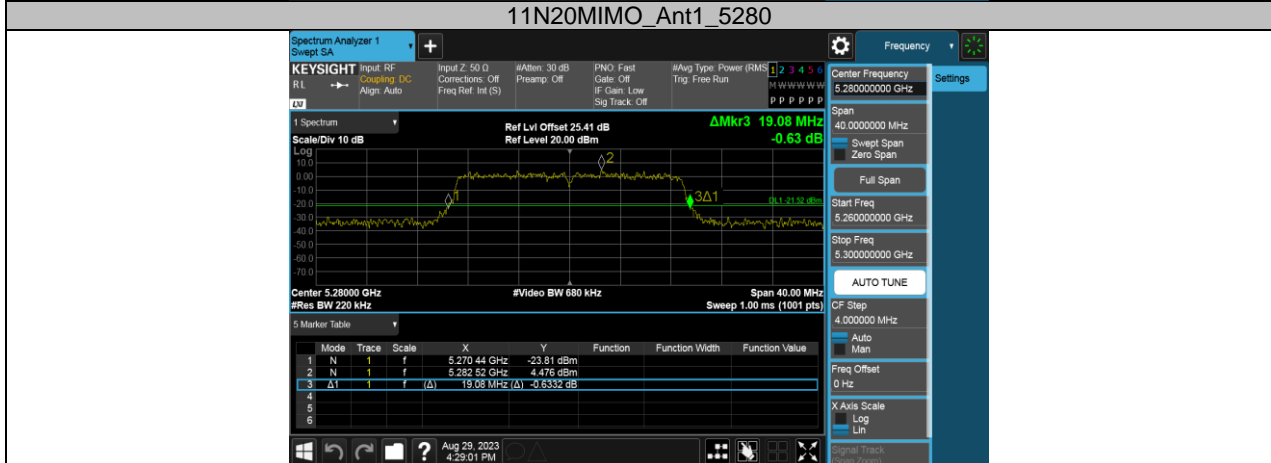 11N20MIMO_Ant1_5280
Spectrum Analyzer 1
Swept SA
+
Frequency
KEYSIGHT Input: RF Input Z: 50 Ω #Atten: 30 dB PNO: Fast #Avg Type: Power (RMS 1 2 3 4 5 6
RL Coupling: DC Corrections: Off Preamp: Off Gate: Off Trig: Free Run M W W W W W
Align: Auto Freq Ref: Int (S) IF Gain: Low
Sig Track: Off P P P P P P
LXI
Center Frequency
5.280000000 GHz
Settings
Span
40.0000000 MHz
Swept Span
Zero Span
Full Span
Start Freq
5.260000000 GHz
Stop Freq
5.300000000 GHz
AUTO TUNE
CF Step
4.000000 MHz
Auto
Man
Freq Offset
0 Hz
X Axis Scale
Log
Lin
Signal Track
(Span Zoom)
1 Spectrum
Ref Lvl Offset 25.41 dB ΔMkr3 19.08 MHz
Scale/Div 10 dB Ref Level 20.00 dBm -0.63 dB
Log
10.0
0.00
-10.0
-20.0
-30.0
-40.0
-50.0
-60.0
-70.0
2
1
3Δ1
DL1 -21.52 dBm
Center 5.28000 GHz #Video BW 680 kHz Span 40.00 MHz
#Res BW 220 kHz Sweep 1.00 ms (1001 pts)
5 Marker Table
Mode Trace Scale X Y Function Function Width Function Value
1 N 1 f 5.270 44 GHz -23.81 dBm
2 N 1 f 5.282 52 GHz 4.476 dBm
3 Δ1 1 f (Δ) 19.08 MHz (Δ) -0.6332 dB
4
5
6
? Aug 29, 2023
4:29:01 PM